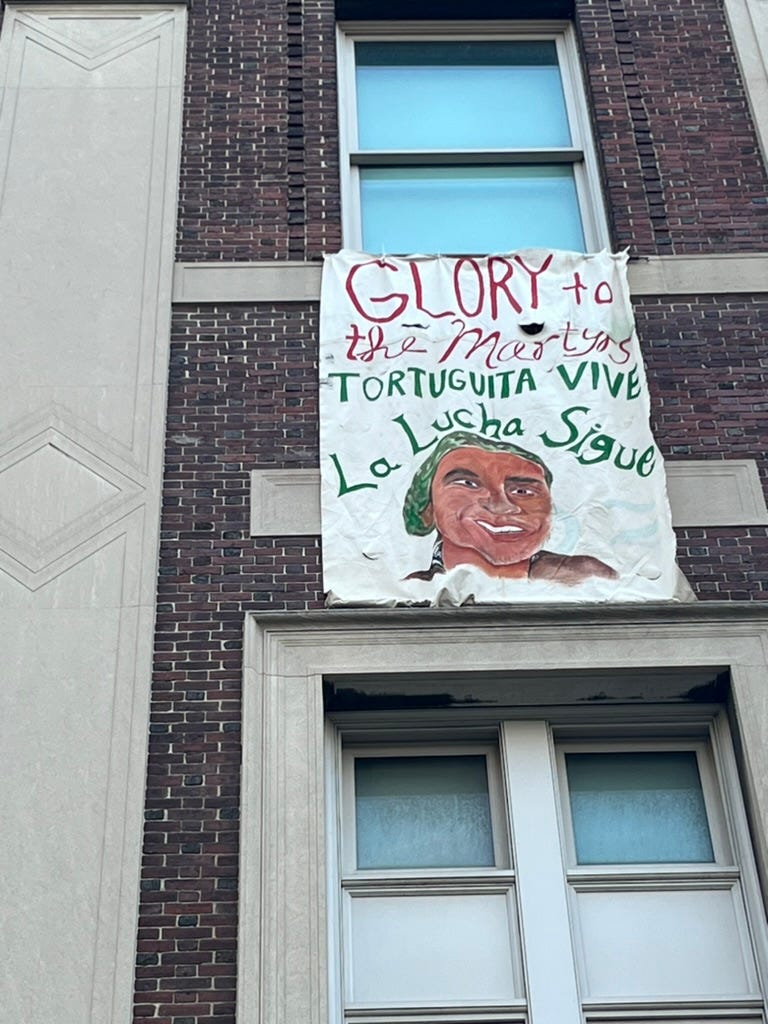 GLORY to
the Martyrs
TORTUGUITA VIVE
La Lucha Sigue